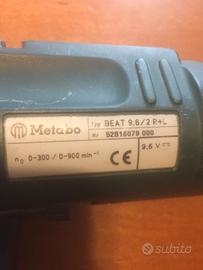 Metabo
Typ BEAT 9,6/2 R+L
Nr. 52816079 000
n₀ 0-300 / 0-900 min⁻¹
CE
9,6 V
subito